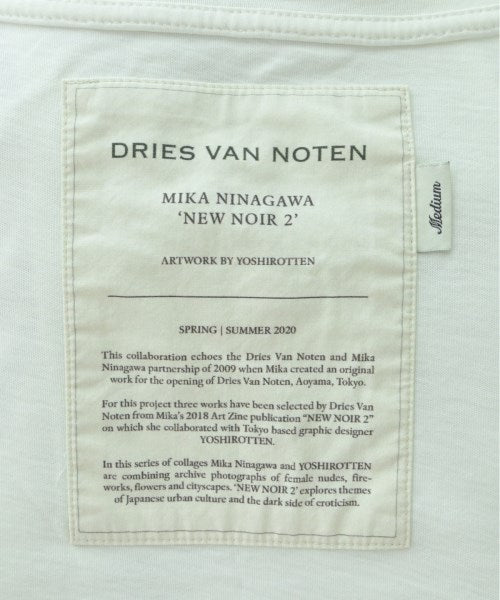 DRIES VAN NOTEN
Medium
MIKA NINAGAWA
'NEW NOIR 2'
ARTWORK BY YOSHIROTTEN
SPRING | SUMMER 2020
This collaboration echoes the Dries Van Noten and Mika
Ninagawa partnership of 2009 when Mika created an original
work for the opening of Dries Van Noten, Aoyama, Tokyo.
For this project three works have been selected by Dries Van
Noten from Mika's 2018 Art Zine publication "NEW NOIR 2"
on which she collaborated with Tokyo based graphic designer
YOSHIROTTEN.
In this series of collages Mika Ninagawa and YOSHIROTTEN
are combining archive photographs of female nudes, fire-
works, flowers and cityscapes. 'NEW NOIR 2' explores themes
of Japanese urban culture and the dark side of eroticism.